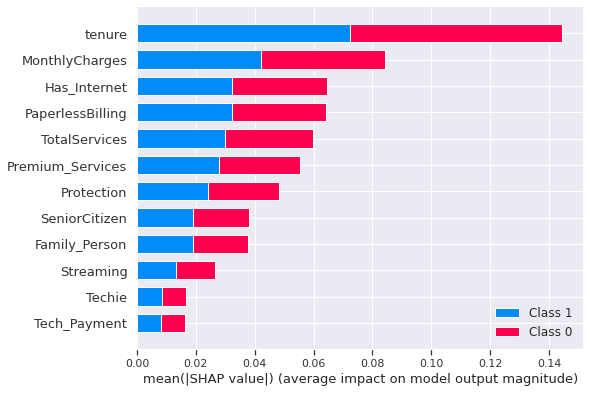 tenure
MonthlyCharges
Has_Internet
PaperlessBilling
TotalServices
Premium_Services
Protection
SeniorCitizen
Family_Person
Streaming
Techie
Tech_Payment
Class 1
Class 0
0.00 0.02 0.04 0.06 0.08 0.10 0.12 0.14
mean(|SHAP value|) (average impact on model output magnitude)